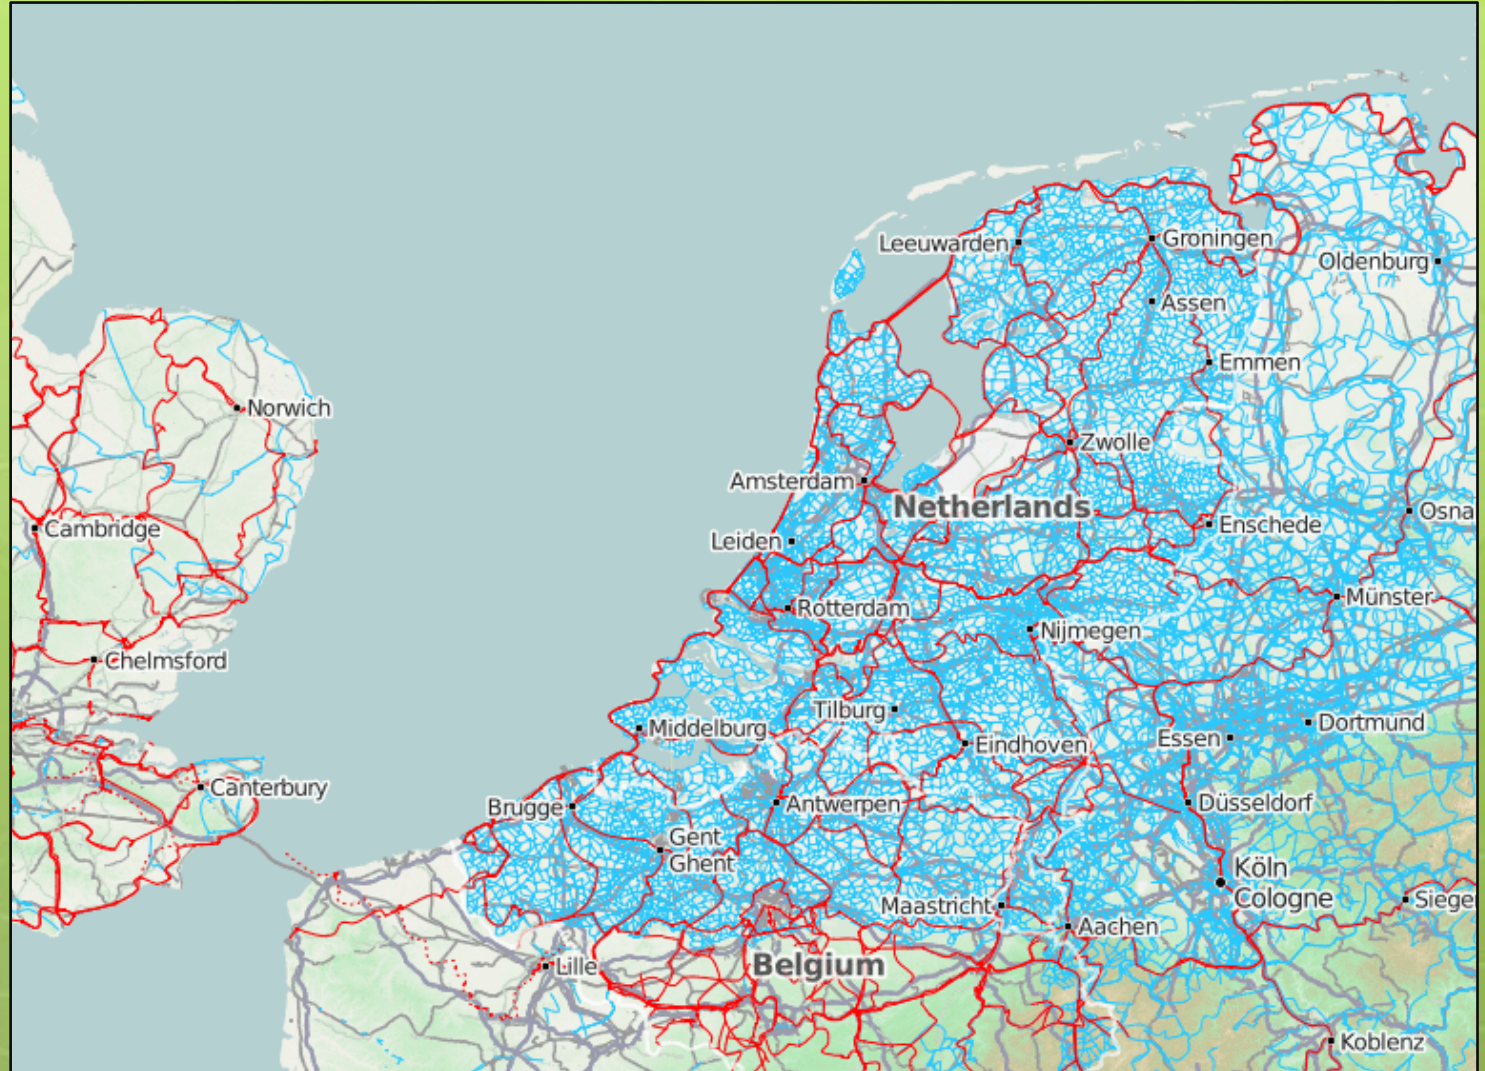 Leeuwarden
Groningen
Oldenburg
Assen
Emmen
Norwich
Zwolle
Amsterdam
Netherlands
Osna
Enschede
Cambridge
Leiden
Münster
Rotterdam
Nijmegen
Chelmsford
Tilburg
Dortmund
Middelburg
Essen
Eindhoven
Canterbury
Brugge
Antwerpen
Düsseldorf
Gent
Ghent
Köln
Cologne
Maastricht
Siege
Aachen
Lille
Belgium
Koblenz